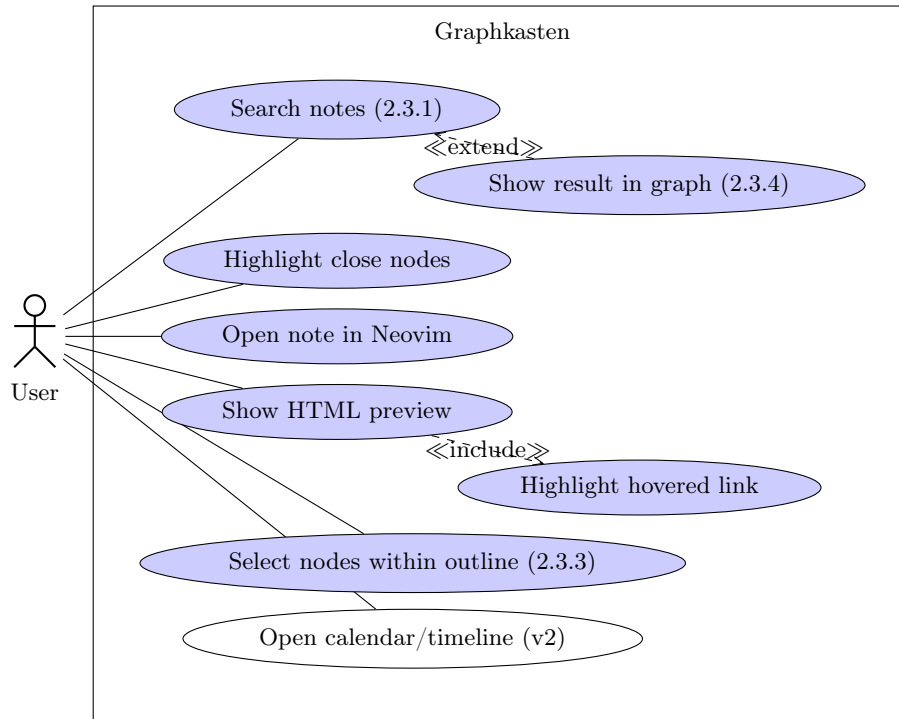 Graphkasten
Search notes (2.3.1)
≪extend≫
Show result in graph (2.3.4)
Highlight close nodes
Open note in Neovim
User
Show HTML preview
≪include≫
Highlight hovered link
Select nodes within outline (2.3.3)
Open calendar/timeline (v2)